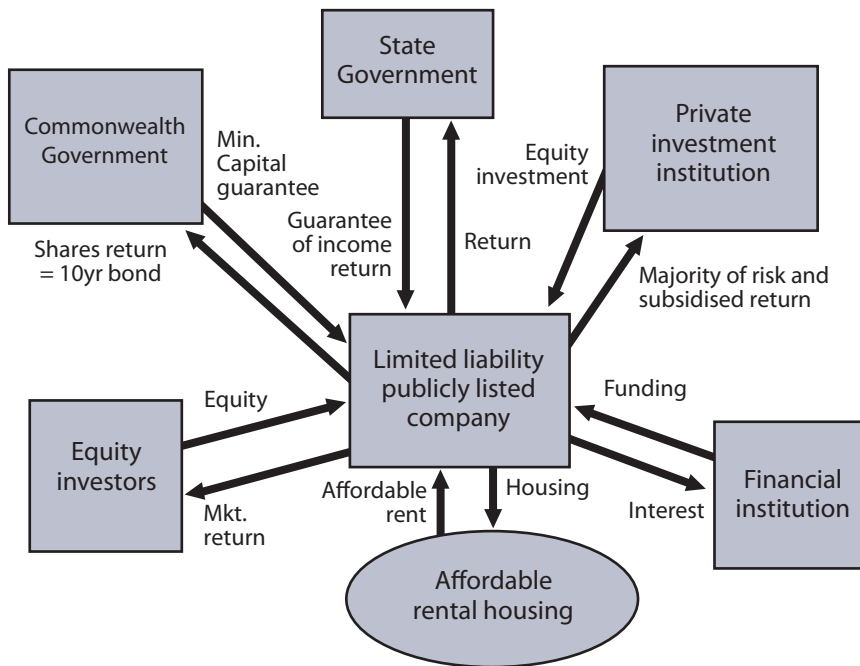 State
Government
Commonwealth
Government
Private
investment
institution
Min.
Capital
guarantee
Equity
investment
Guarantee
of income
return
Return
Shares return
= 10yr bond
Majority of risk and
subsidised return
Limited liability
publicly listed
company
Equity
Funding
Equity
investors
Mkt.
return
Affordable
rent
Housing
Interest
Financial
institution
Affordable
rental housing